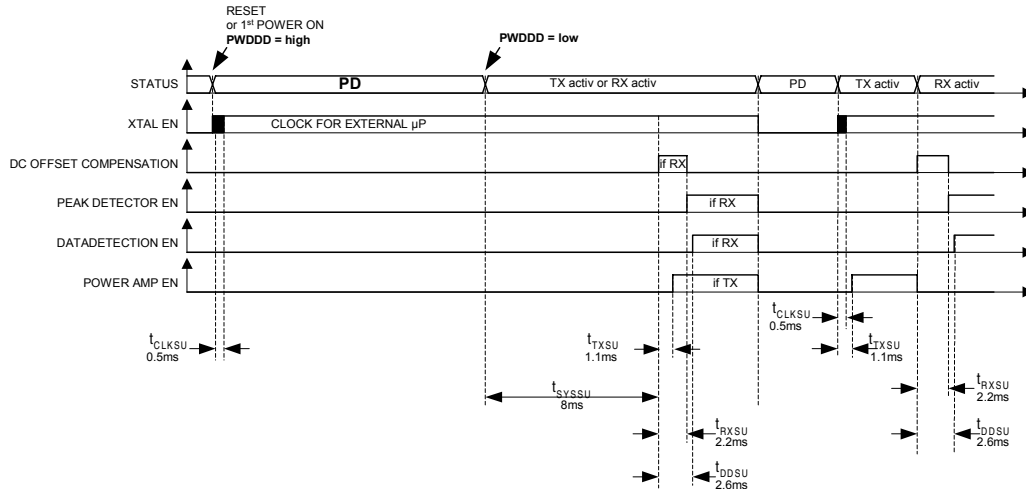 RESET
or 1st POWER ON
PWDDD = high
PWDDD = low
STATUS
PD
TX activ or RX activ
PD
TX activ
RX activ
XTAL EN
CLOCK FOR EXTERNAL µP
DC OFFSET COMPENSATION
if RX
PEAK DETECTOR EN
if RX
DATADETECTION EN
if RX
POWER AMP EN
if TX
tCLKSU
0.5ms
tTXSU
1.1ms
tCLKSU
0.5ms
tTXSU
1.1ms
tSYSSU
8ms
tRXSU
2.2ms
tRXSU
2.2ms
tDDSU
2.6ms
tDDSU
2.6ms